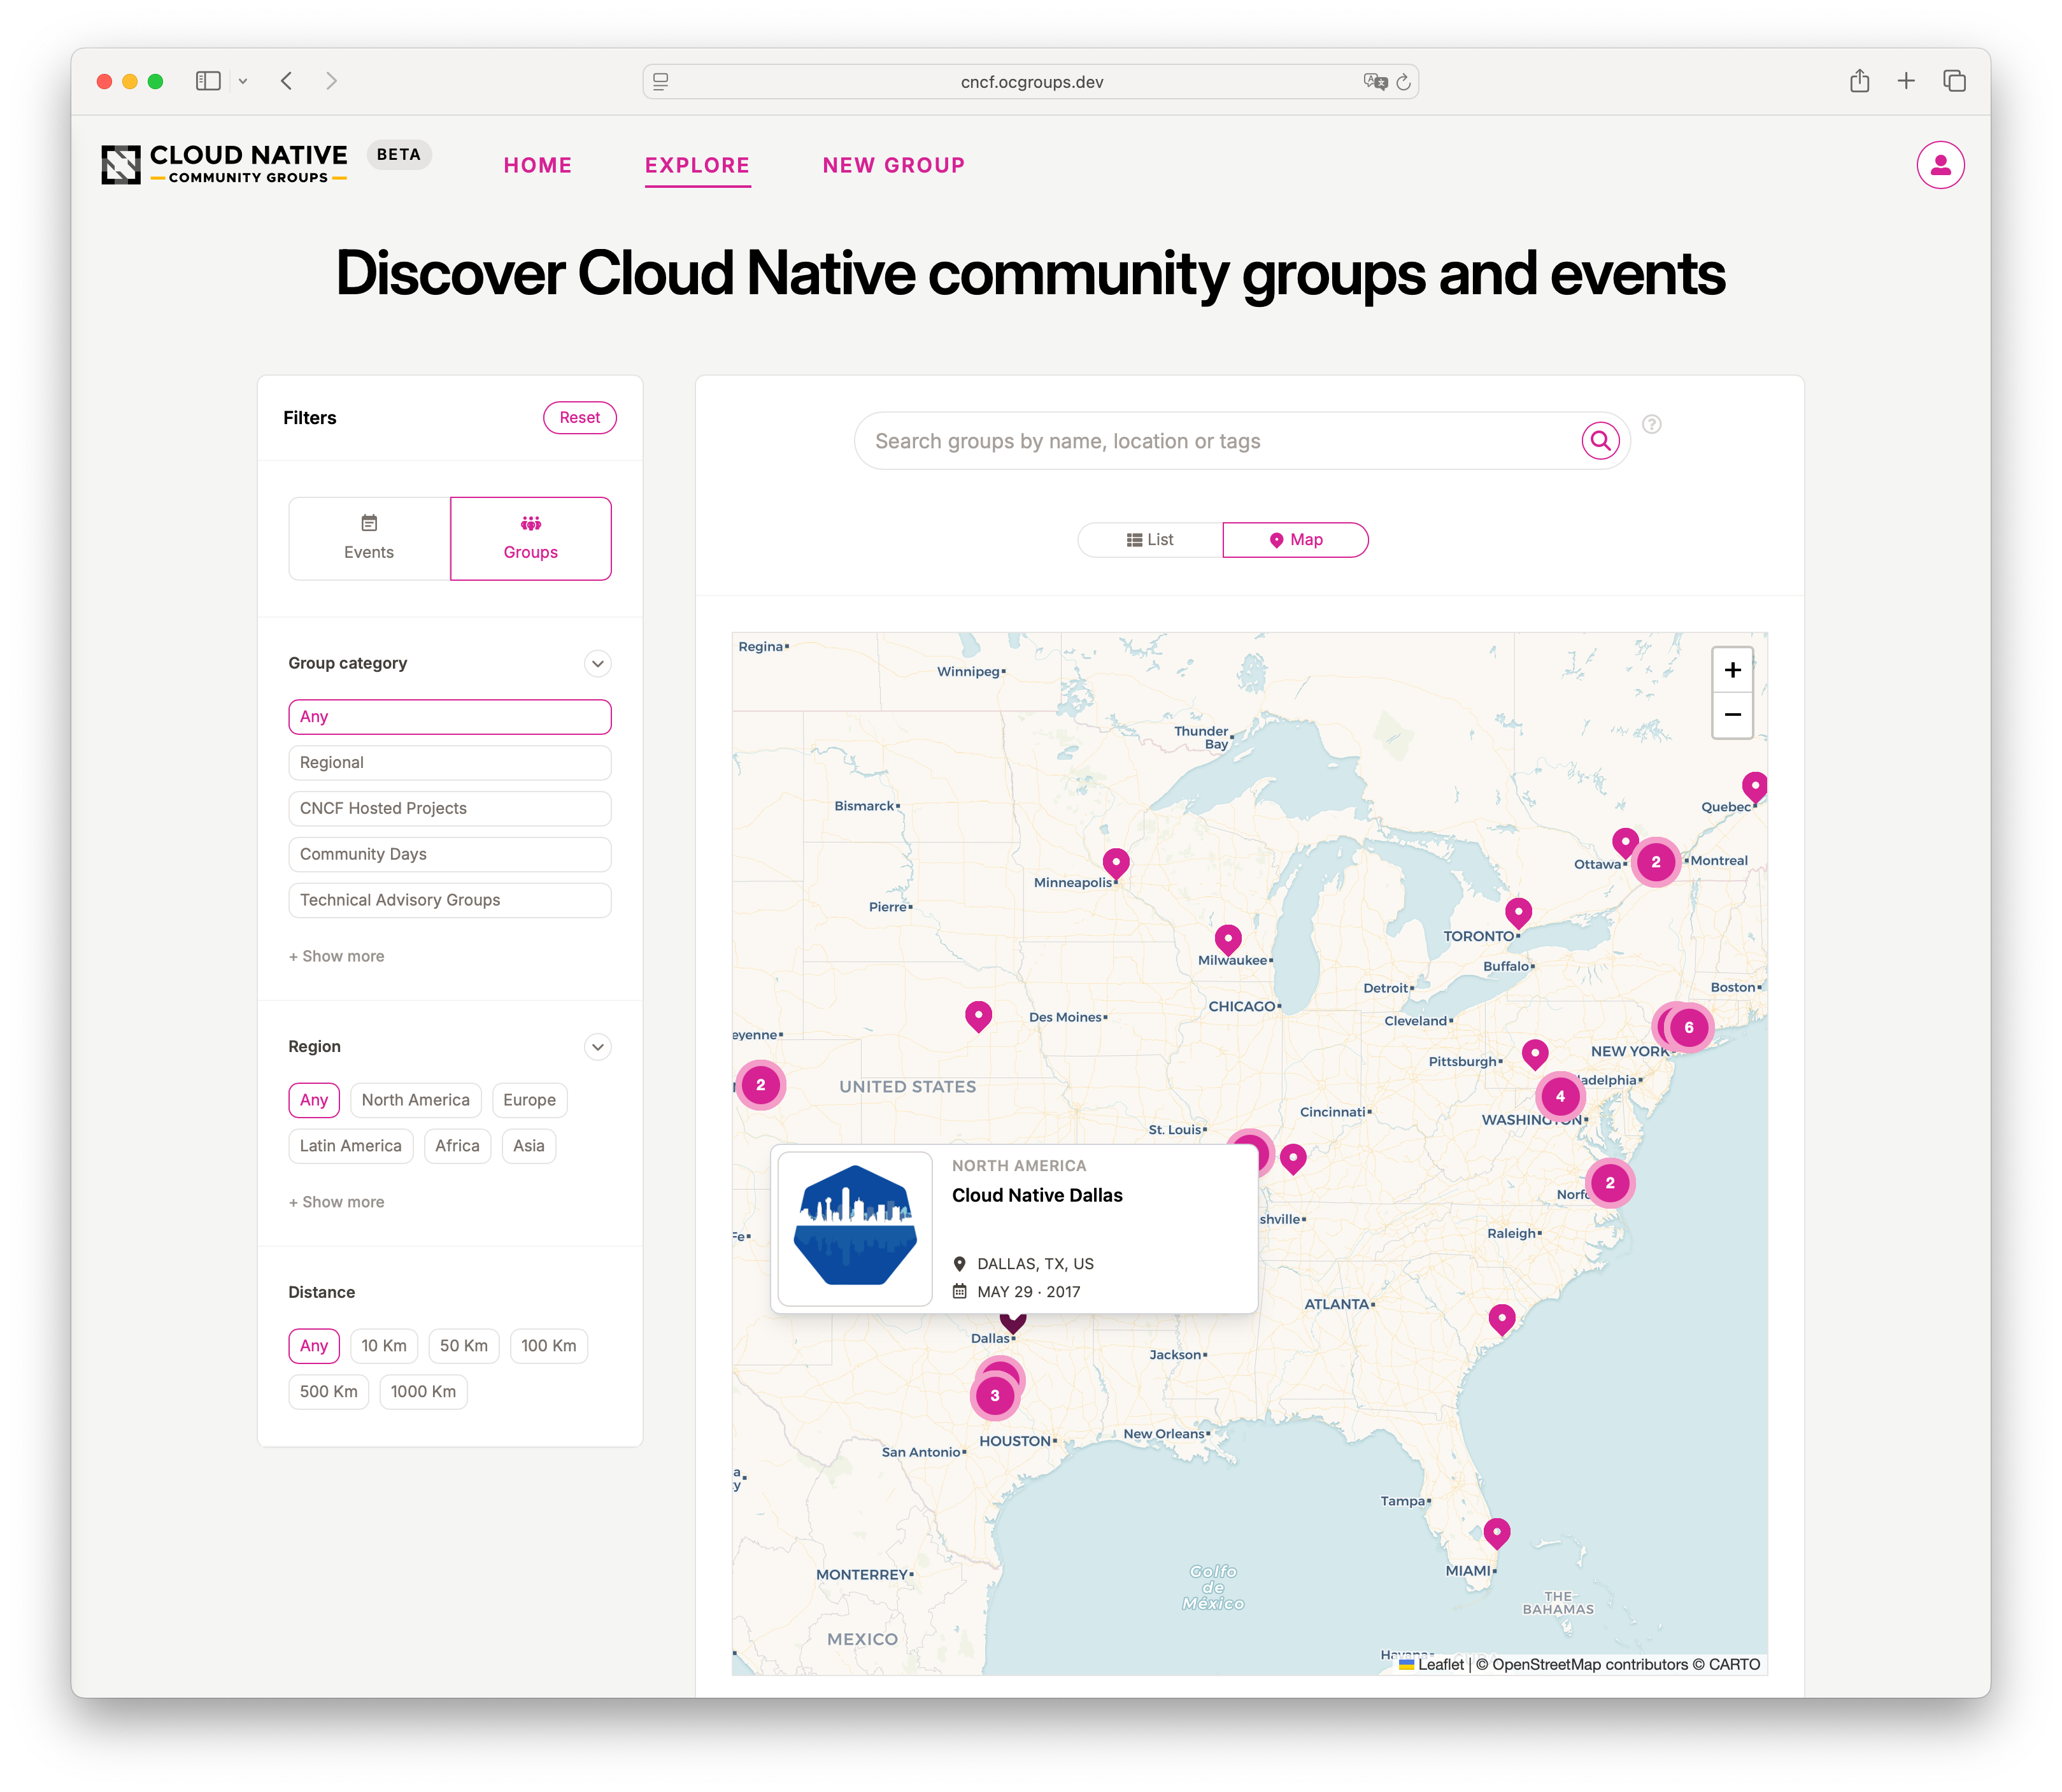 cncf.ocgroups.dev
CLOUD NATIVE
COMMUNITY GROUPS
BETA
HOME
EXPLORE
NEW GROUP
Discover Cloud Native community groups and events
Filters
Reset
Events
Groups
Group category
Any
Regional
CNCF Hosted Projects
Community Days
Technical Advisory Groups
+ Show more
Region
Any
North America
Europe
Latin America
Africa
Asia
+ Show more
Distance
Any
10 Km
50 Km
100 Km
500 Km
1000 Km
Search groups by name, location or tags
?
List
Map
+
−
Regina
Winnipeg
Thunder
Bay
Bismarck
Quebec
Ottawa
2
Montreal
Minneapolis
Pierre
TORONTO
Milwaukee
Buffalo
Detroit
Boston
CHICAGO
Des Moines
Cleveland
6
eyenne
NEW YORK
Pittsburgh
adelphia
2
UNITED STATES
4
Cincinnati
WASHINGTON
St. Louis
2
Norfo
shville
Raleigh
Fe
NORTH AMERICA
Cloud Native Dallas
DALLAS, TX, US
MAY 29 · 2017
ATLANTA
Dallas
Jackson
3
New Orleans
HOUSTON
San Antonio
a
y
Tampa
MIAMI
MONTERREY
Golfo
de
México
THE
BAHAMAS
MEXICO
Leaflet | © OpenStreetMap contributors © CARTO